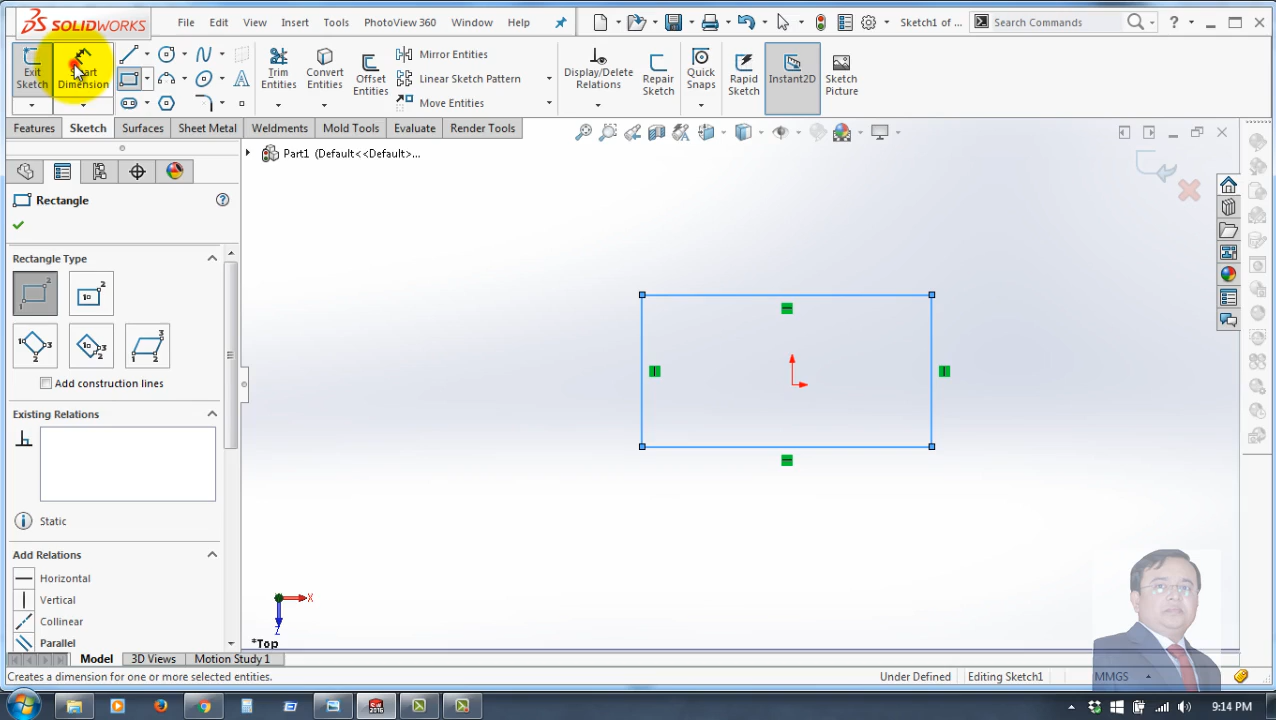 SOLIDWORKS File Edit View Insert Tools PhotoView 360 Window Help Sketch1 of ... Search Commands ?
Exit Sketch Smart Dimension Trim Entities Convert Entities Offset Entities Mirror Entities Linear Sketch Pattern Move Entities Display/Delete Relations Repair Sketch Quick Snaps Rapid Sketch Instant2D Sketch Picture
Features Sketch Surfaces Sheet Metal Weldments Mold Tools Evaluate Render Tools
Part1 (Default<<Default>...
Rectangle
Rectangle Type
Add construction lines
Existing Relations
Static
Add Relations
Horizontal
Vertical
Collinear
Parallel
X
Z
*Top
Model 3D Views Motion Study 1
Creates a dimension for one or more selected entities. Under Defined Editing Sketch1 MMGS
9:14 PM